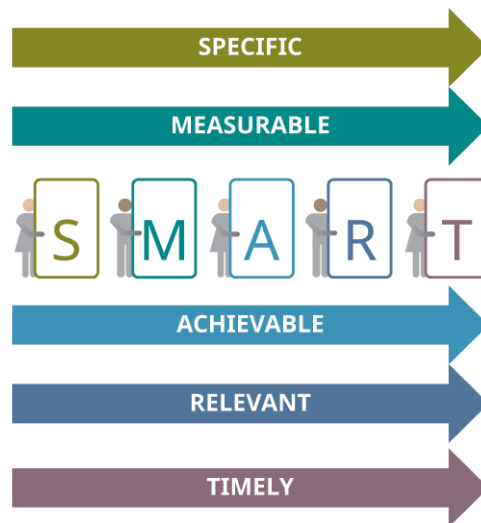 SPECIFIC
MEASURABLE
S M A R T
ACHIEVABLE
RELEVANT
TIMELY